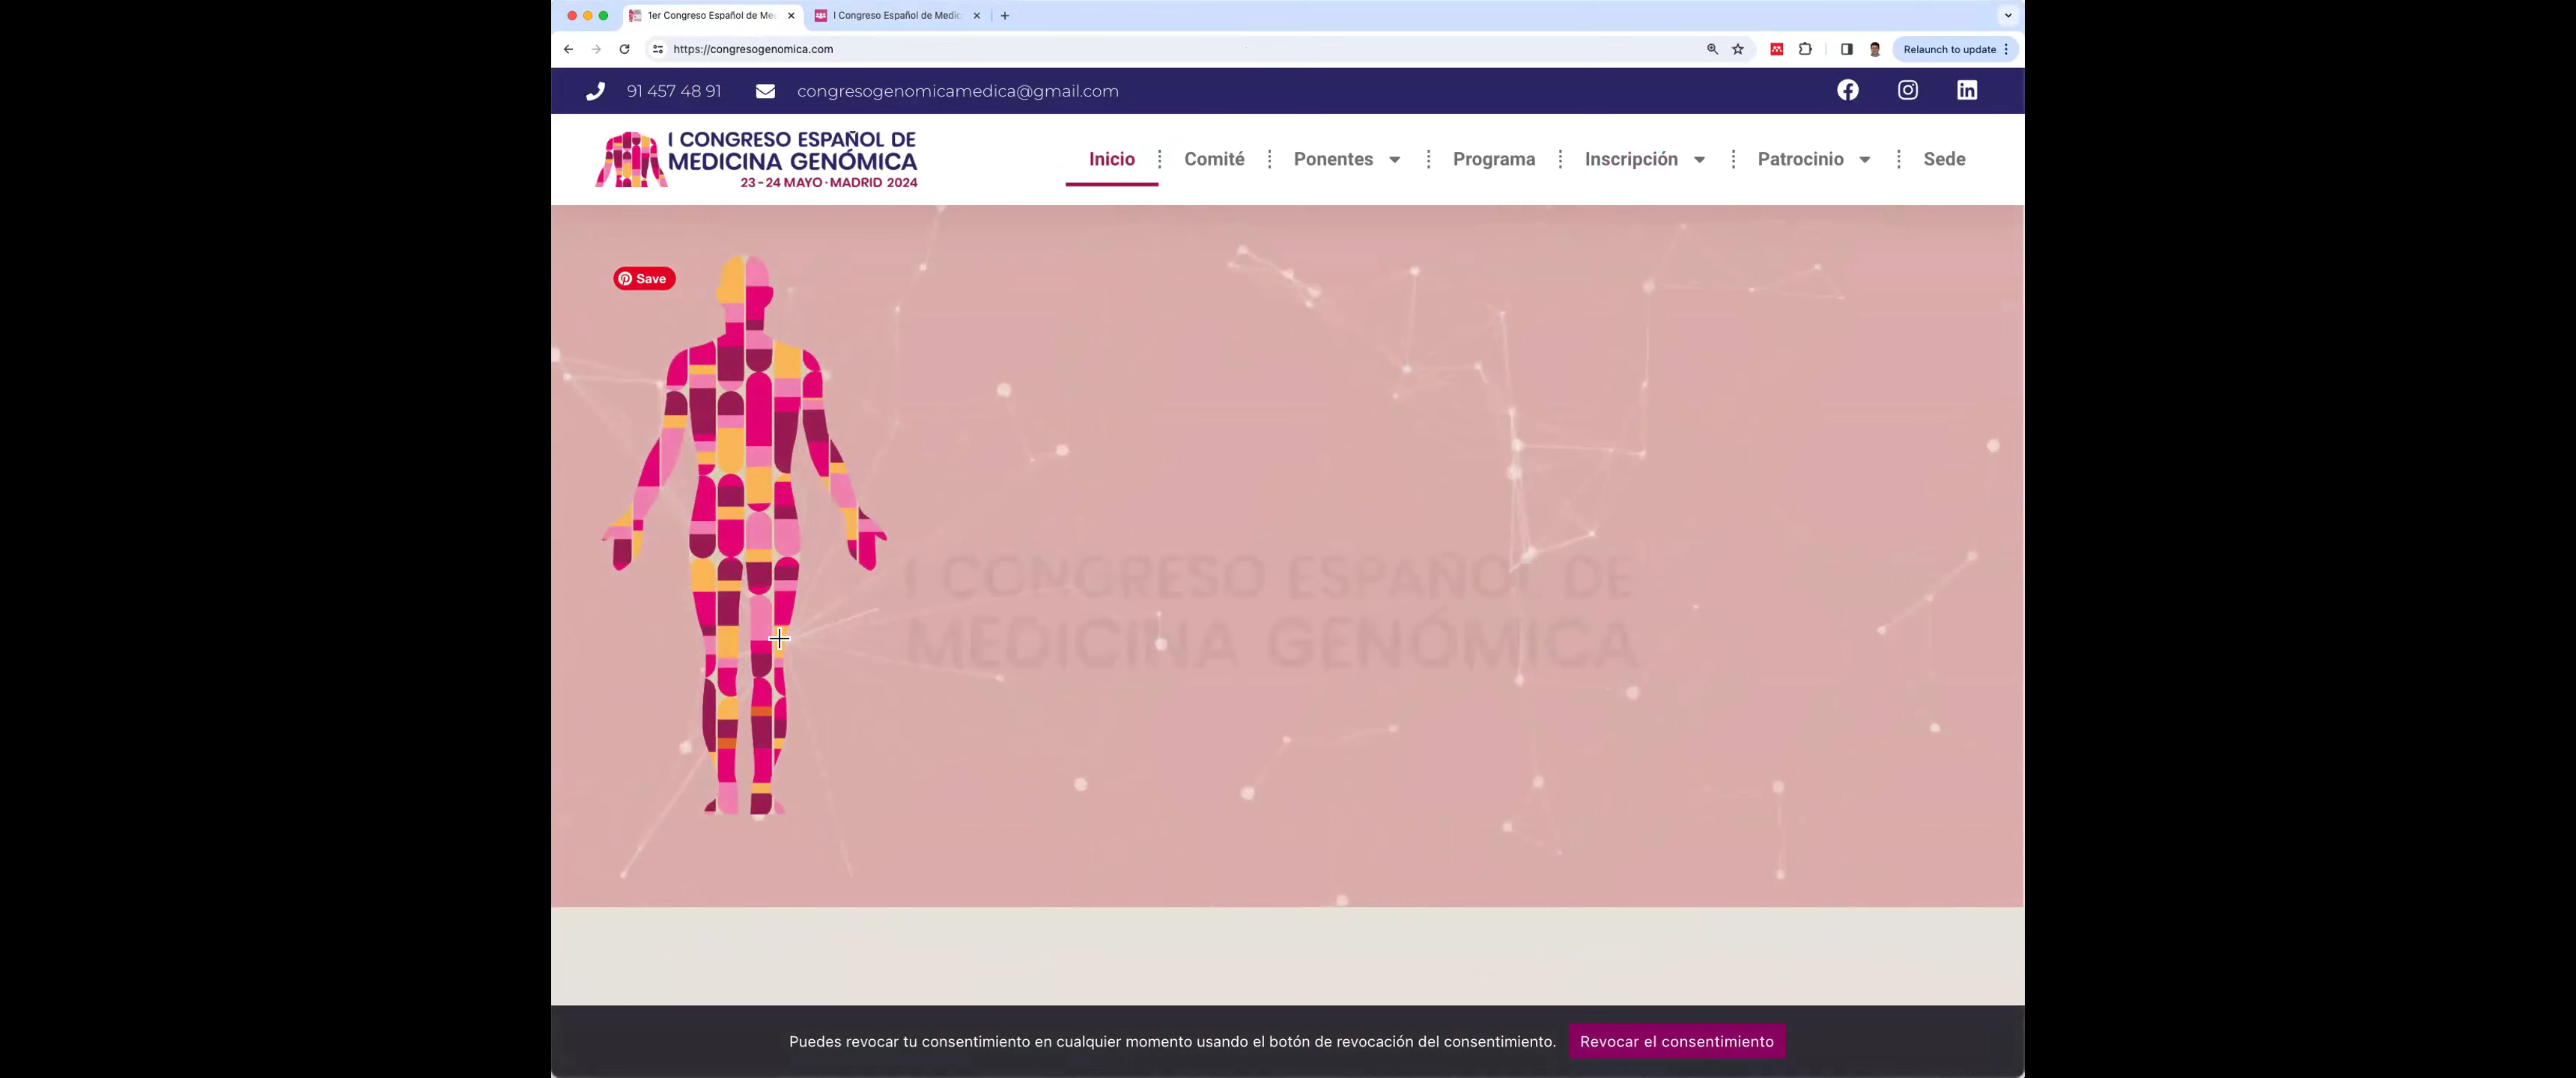 1er Congreso Español de Med
I Congreso Español de Medic
https://congresogenomica.com
Relaunch to update
91 457 48 91
congresogenomicamedica@gmail.com
I CONGRESO ESPAÑOL DE
MEDICINA GENÓMICA
23-24 MAYO·MADRID 2024
Inicio
Comité
Ponentes
Programa
Inscripción
Patrocinio
Sede
Save
I CONGRESO ESPAÑOL DE
MEDICINA GENÓMICA
Puedes revocar tu consentimiento en cualquier momento usando el botón de revocación del consentimiento.
Revocar el consentimiento